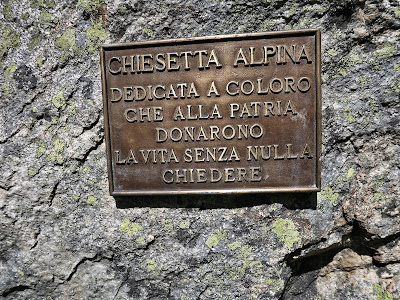 CHIESETTA ALPINA
DEDICATA A COLORO
CHE ALLA PATRIA
DONARONO
LA VITA SENZA NULLA
CHIEDERE